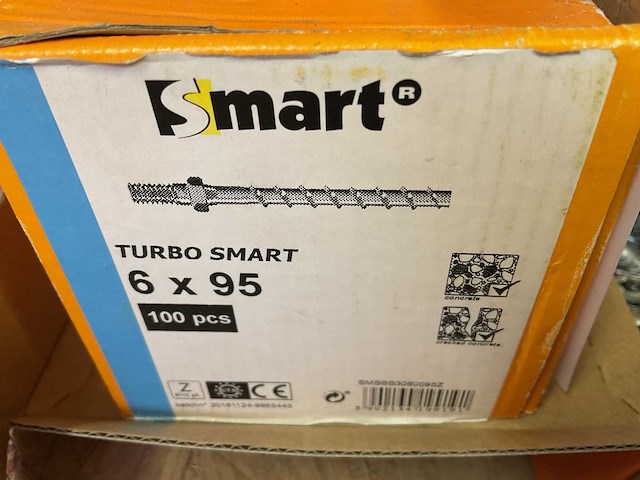 Smart®
TURBO SMART
6 x 95
100 pcs
concrete
cracked concrete
Z
CE